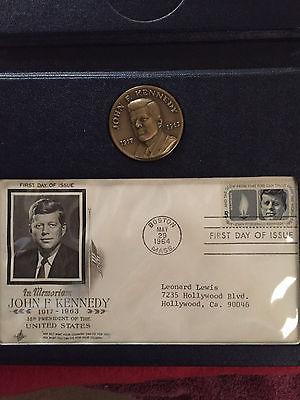 JOHN F. KENNEDY
1917 1963
FIRST DAY OF ISSUE
In Memoriam
JOHN F KENNEDY
1917-1963
35th PRESIDENT OF THE
UNITED STATES
BOSTON
MAY
29
1964
MASS.
FIRST DAY OF ISSUE
Leonard Lewis
7235 Hollywood Blvd.
Hollywood, Ca. 90046